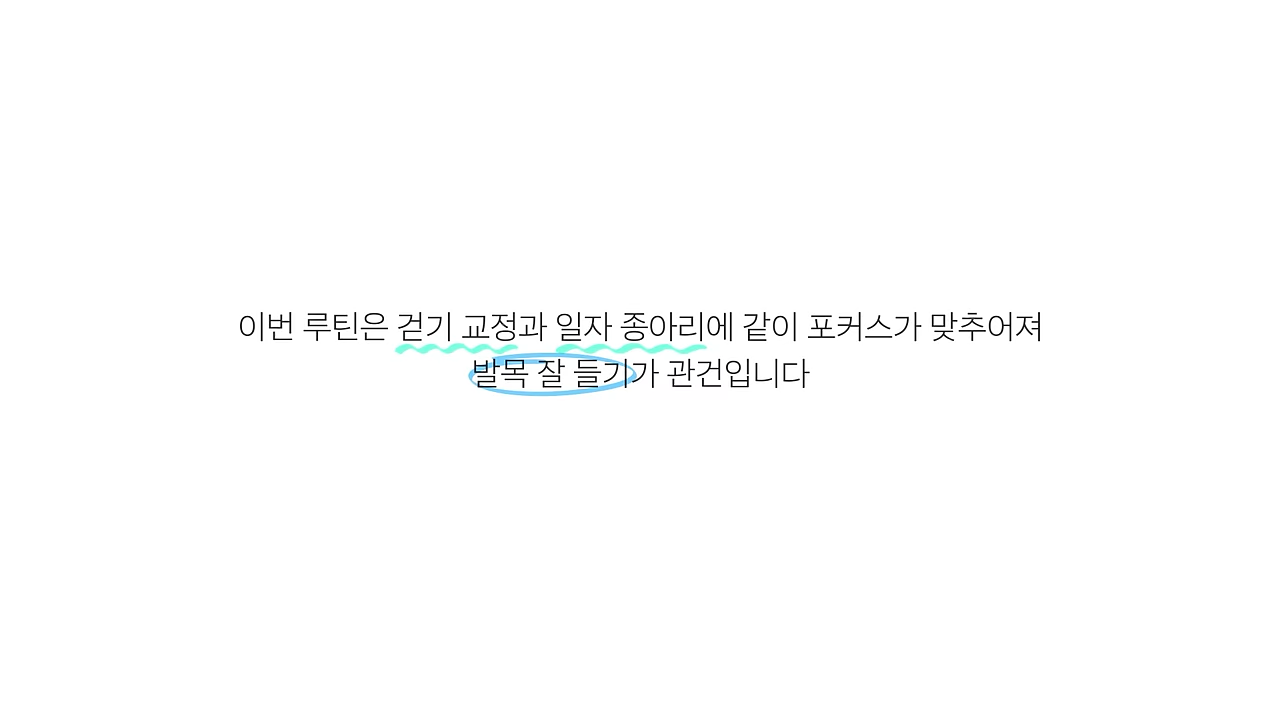 이번 루틴은 걷기 교정과 일자 종아리에 같이 포커스가 맞추어져
발목 잘 들기가 관건입니다